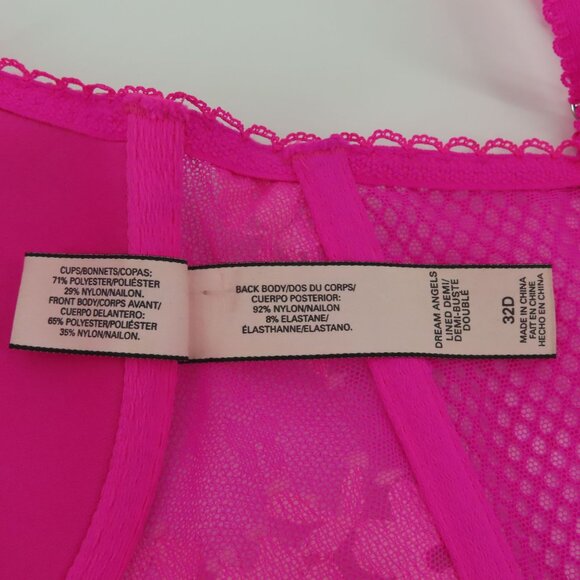 CUPS/BONNETS/COPAS:
71% POLYESTER/POLIÉSTER
29% NYLON/NAILON.
FRONT BODY/CORPS AVANT/
CUERPO DELANTERO:
65% POLYESTER/POLIÉSTER
35% NYLON/NAILON.
BACK BODY/DOS DU CORPS/
CUERPO POSTERIOR:
92% NYLON/NAILON
8% ELASTANE/
ÉLASTHANNE/ELASTANO.
DREAM ANGELS
LINED DEMI/
DEMI-BUSTE
DOUBLÉ
32D
MADE IN CHINA
FAIT EN CHINE
HECHO EN CHINA